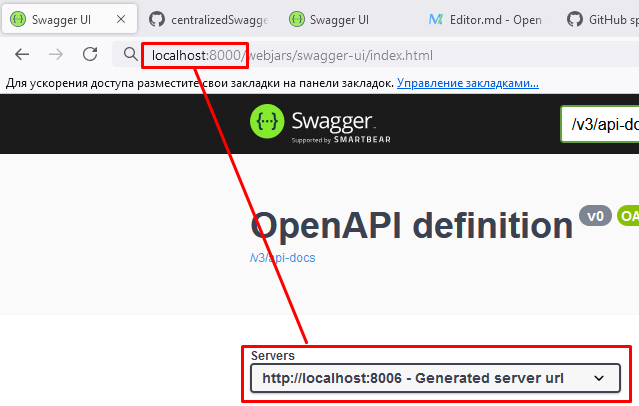 Swagger UI
centralizedSwagge
Swagger UI
Editor.md - Open
GitHub sp
localhost:8000/webjars/swagger-ui/index.html
Для ускорения доступа разместите свои закладки на панели закладок. Управление закладками...
Swagger
Supported by SMARTBEAR
/v3/api-do
OpenAPI definition v0 OA
/v3/api-docs
Servers
http://localhost:8006 - Generated server url